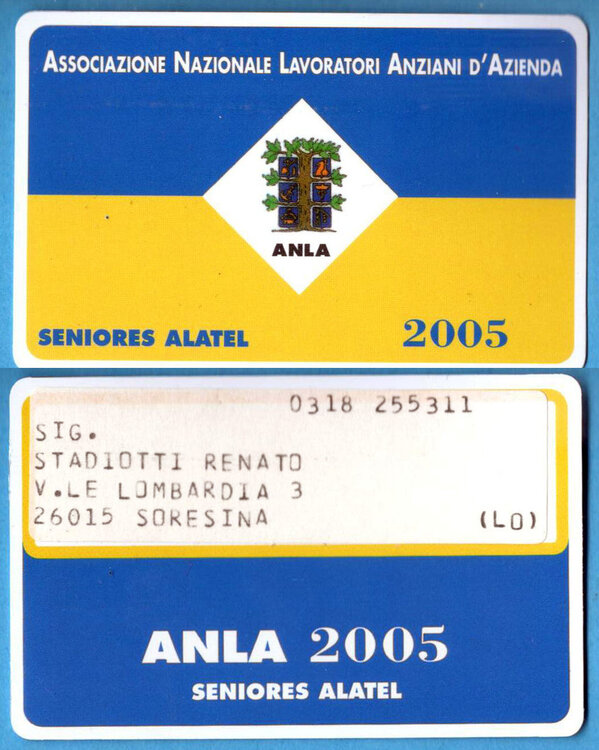 ASSOCIAZIONE NAZIONALE LAVORATORI ANZIANI D'AZIENDA
ANLA
SENIORES ALATEL 2005
0318 255311
SIG.
STADIOTTI RENATO
V.LE LOMBARDIA 3
26015 SORESINA (LO)
ANLA 2005
SENIORES ALATEL